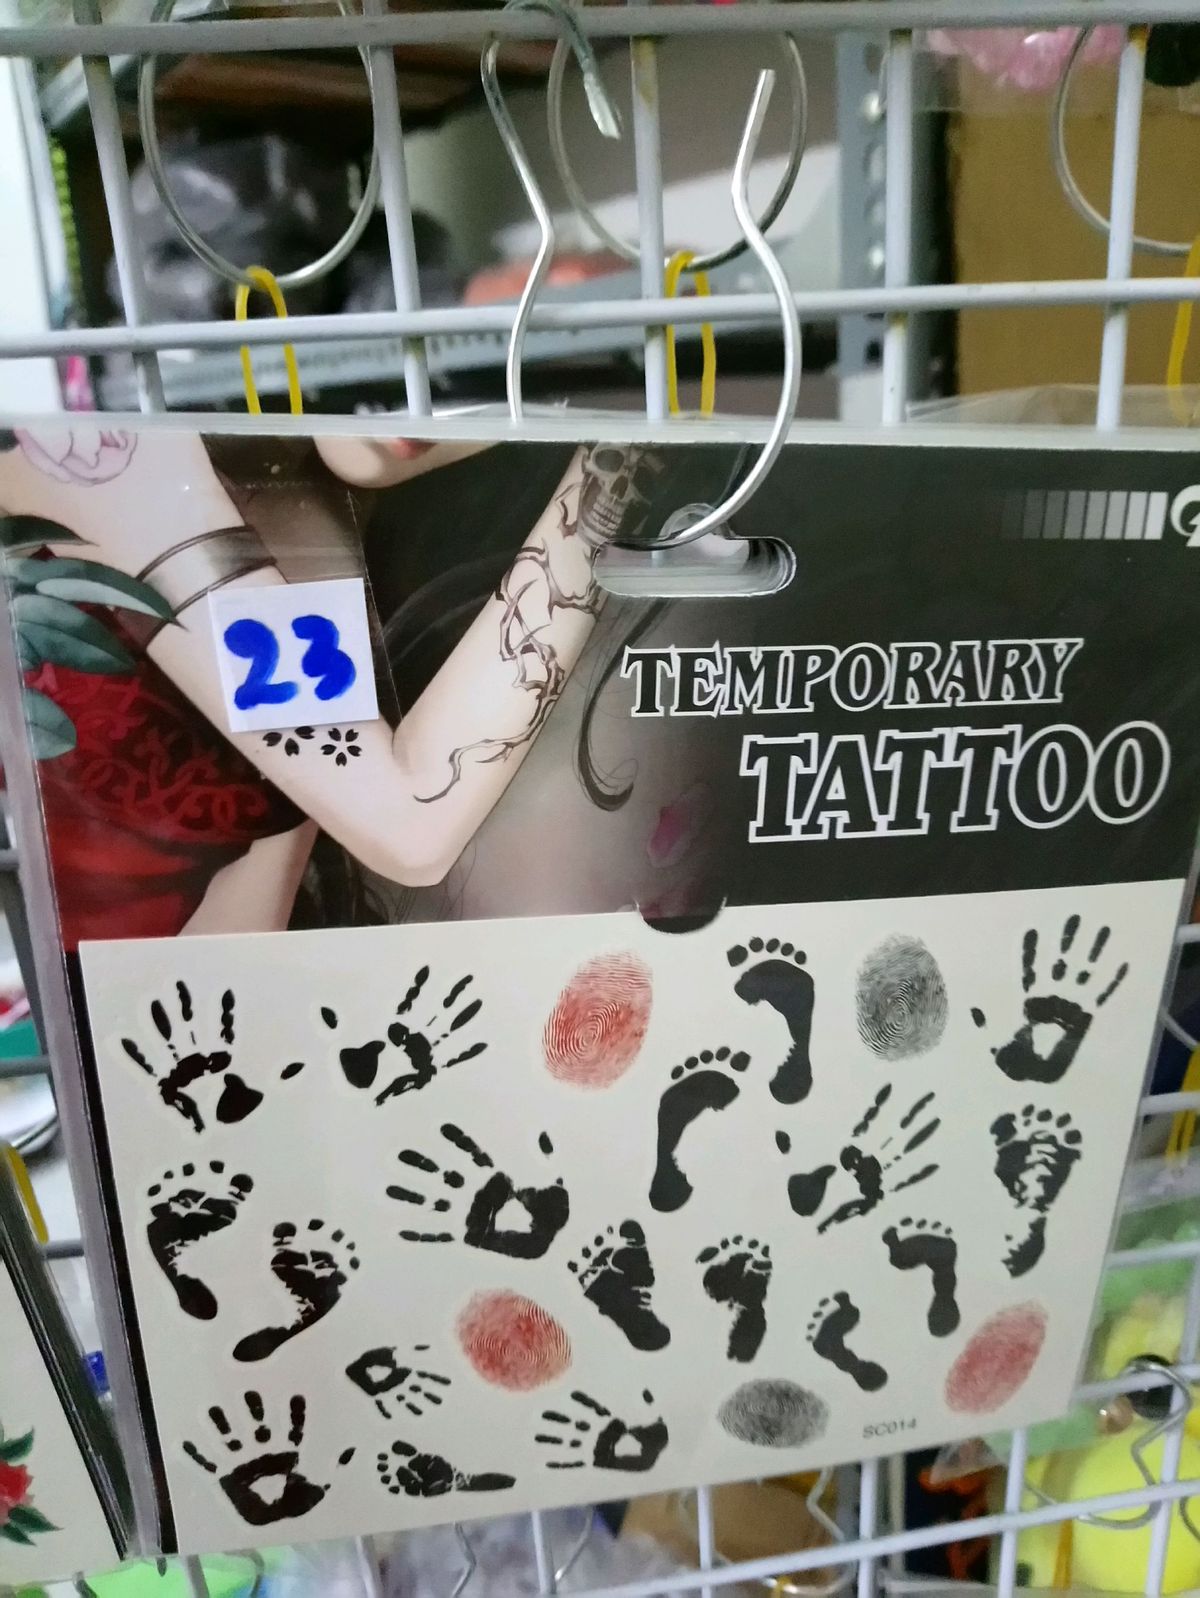 23
TEMPORARY
TATTOO
SC014